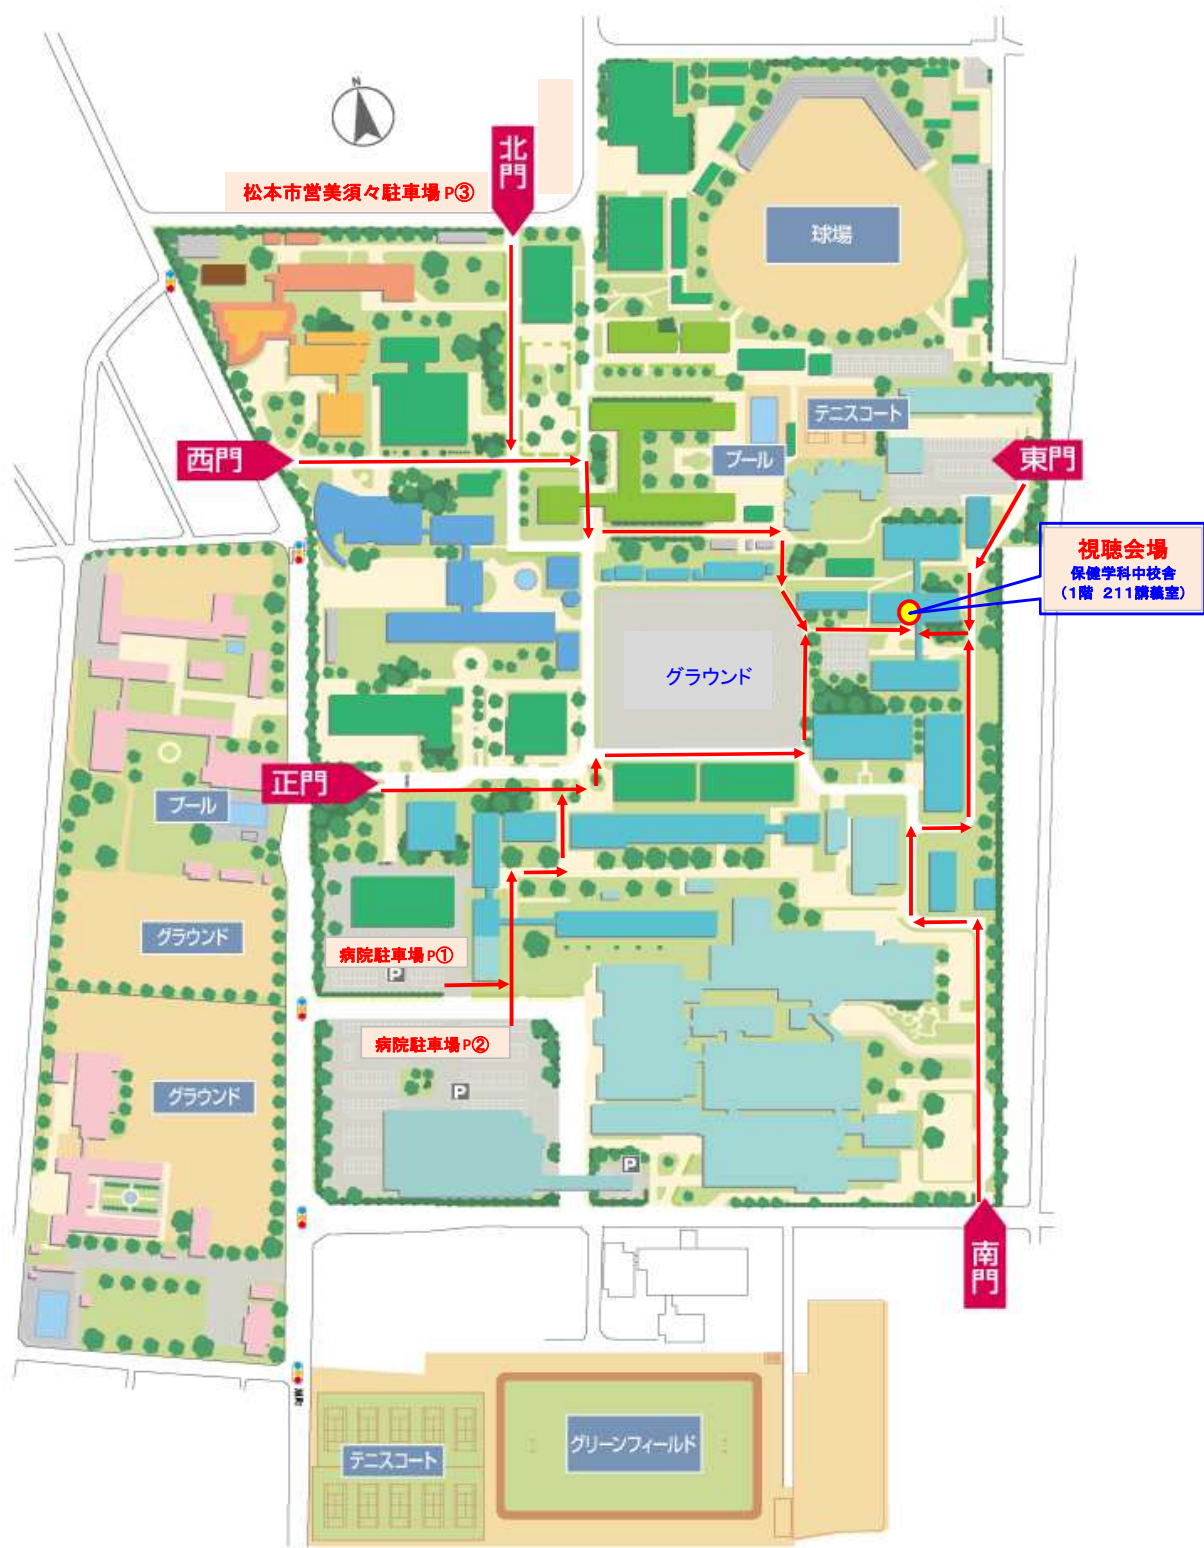 N
北門
松本市営美須々駐車場 P③
球場
テニスコート
西門
プール
東門
視聴会場
保健学科中校舎
（1階 211講義室）
グラウンド
正門
プール
グラウンド
病院駐車場 P①
P
病院駐車場 P②
P
グラウンド
P
南門
グリーンフィールド
テニスコート